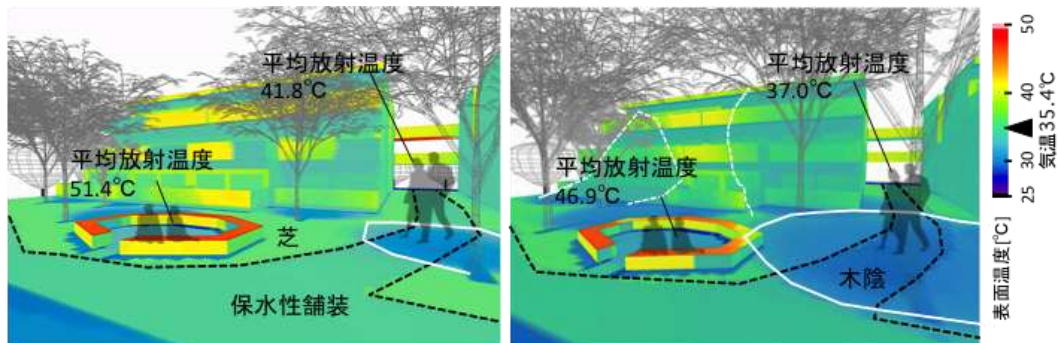 平均放射温度
41.8℃
平均放射温度
51.4℃
芝
保水性舗装
平均放射温度
37.0℃
平均放射温度
46.9℃
木陰
50
40
30
25
気温35.4℃
表面温度[℃]